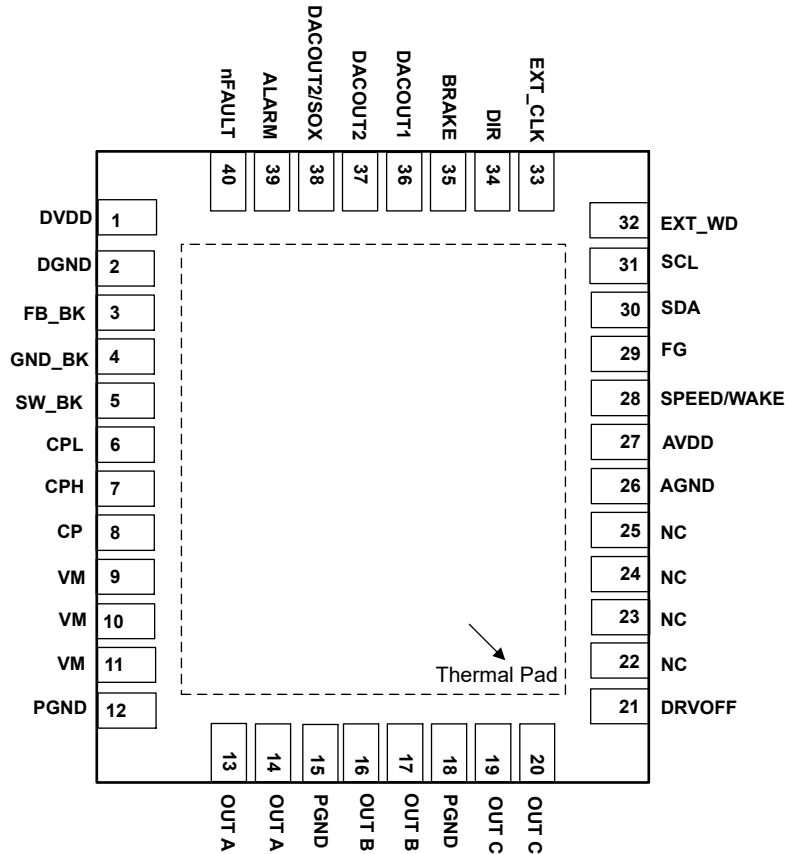 nFAULT
ALARM
DACOUT2/SOX
DACOUT2
DACOUT1
BRAKE
DIR
EXT_CLK
40
39
38
37
36
35
34
33
DVDD 1
DGND 2
FB_BK 3
GND_BK 4
SW_BK 5
CPL 6
CPH 7
CP 8
VM 9
VM 10
VM 11
PGND 12
32 EXT_WD
31 SCL
30 SDA
29 FG
28 SPEED/WAKE
27 AVDD
26 AGND
25 NC
24 NC
23 NC
22 NC
21 DRVOFF
Thermal Pad
13
14
15
16
17
18
19
20
OUT A
OUT A
PGND
OUT B
OUT B
PGND
OUT C
OUT C